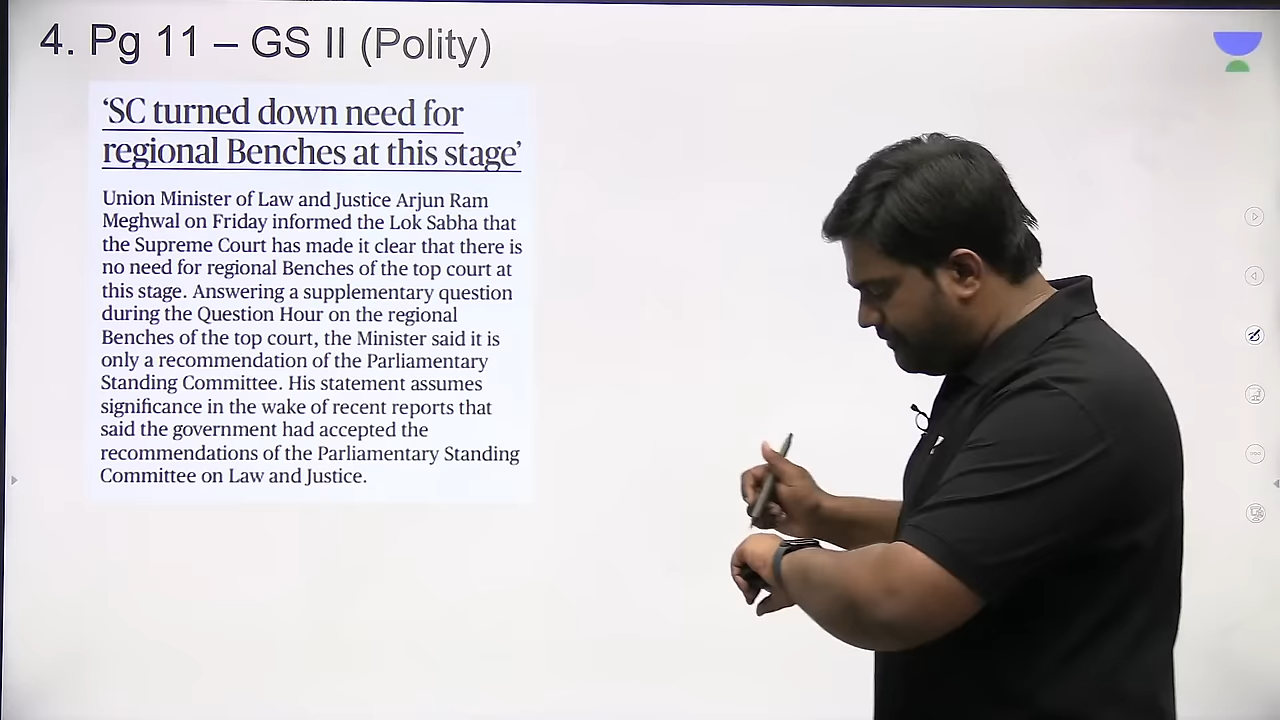 4. Pg 11 – GS II (Polity)
‘SC turned down need for
regional Benches at this stage’
Union Minister of Law and Justice Arjun Ram
Meghwal on Friday informed the Lok Sabha that
the Supreme Court has made it clear that there is
no need for regional Benches of the top court at
this stage. Answering a supplementary question
during the Question Hour on the regional
Benches of the top court, the Minister said it is
only a recommendation of the Parliamentary
Standing Committee. His statement assumes
significance in the wake of recent reports that
said the government had accepted the
recommendations of the Parliamentary Standing
Committee on Law and Justice.